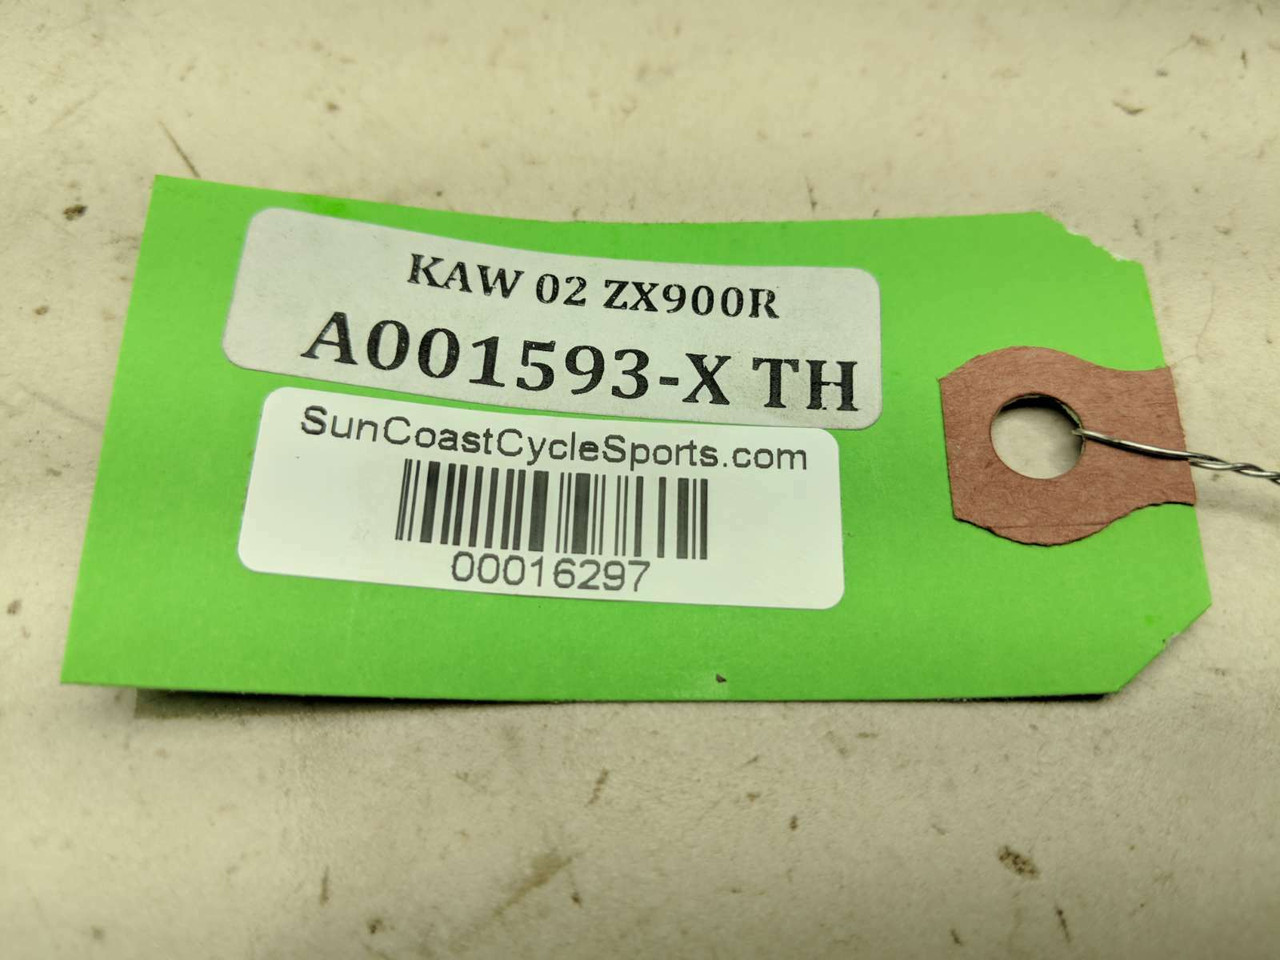 KAW 02 ZX900R
A001593-X TH
SunCoastCycleSports.com
00016297